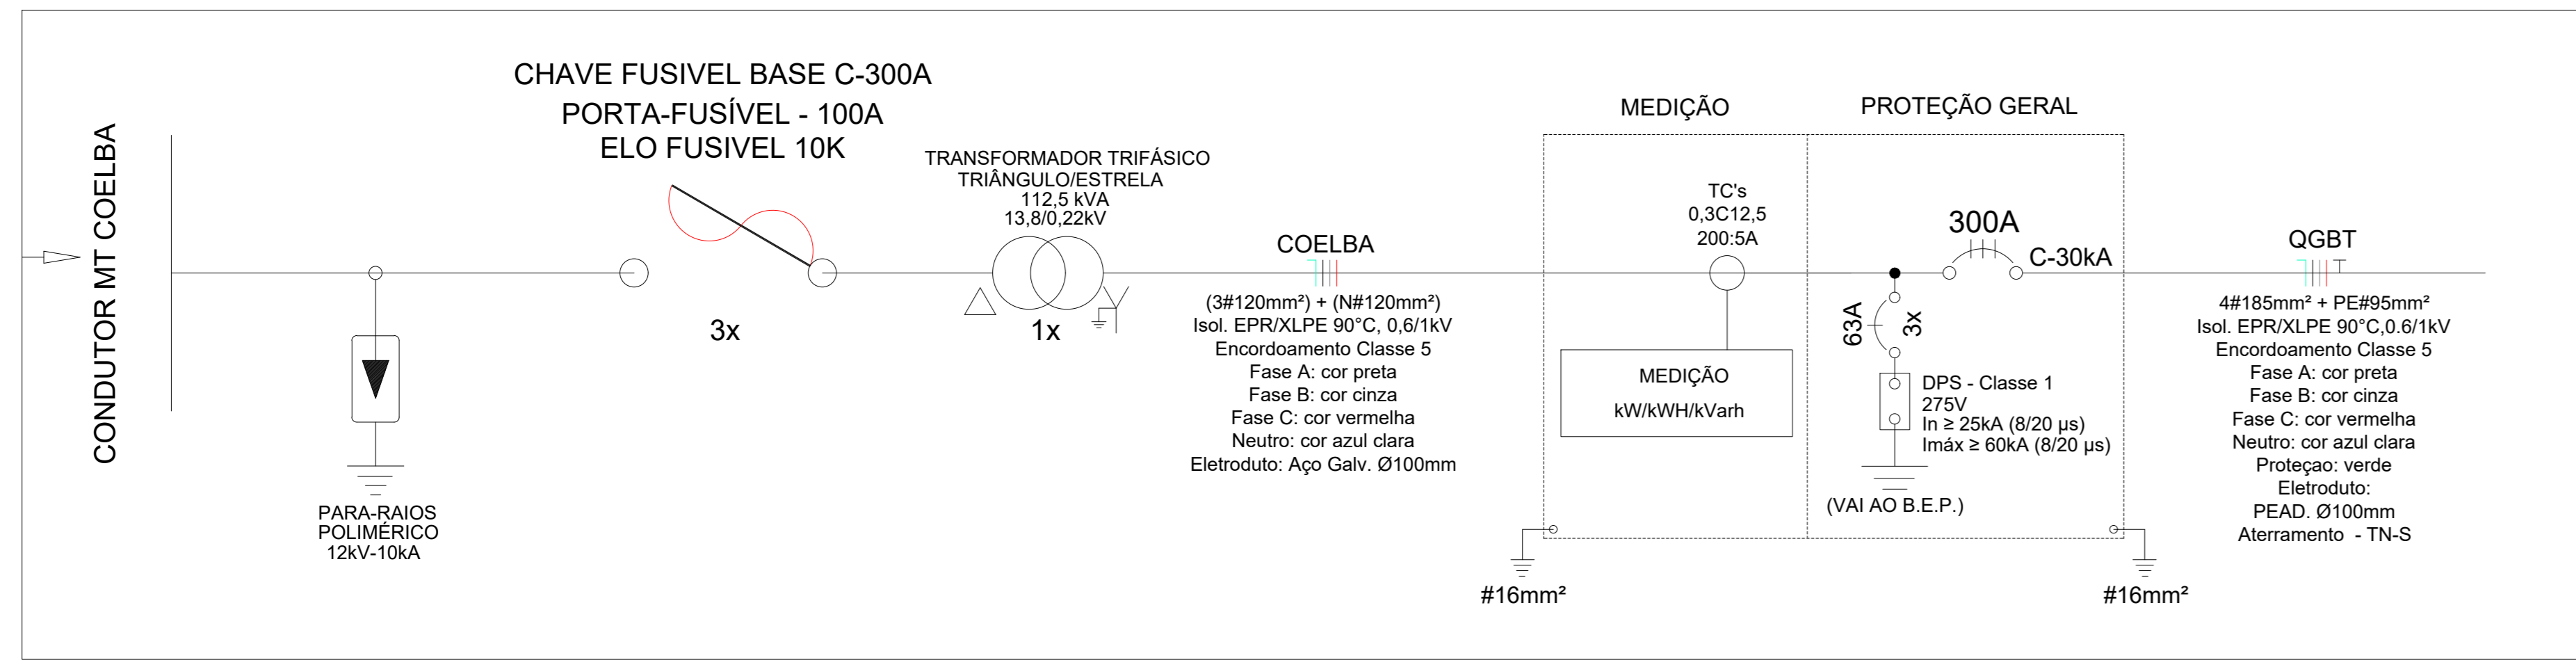 CONDUTOR MT COELBA
CHAVE FUSIVEL BASE C-300A
PORTA-FUSÍVEL - 100A
ELO FUSIVEL 10K
3x
PARA-RAIOS
POLIMÉRICO
12kV-10kA
TRANSFORMADOR TRIFÁSICO
TRIÂNGULO/ESTRELA
112,5 kVA
13,8/0,22kV
1x
COELBA
(3#120mm²) + (N#120mm²)
Isol. EPR/XLPE 90°C, 0,6/1kV
Encordoamento Classe 5
Fase A: cor preta
Fase B: cor cinza
Fase C: cor vermelha
Neutro: cor azul clara
Eletroduto: Aço Galv. Ø100mm
MEDIÇÃO
TC's
0,3C12,5
200:5A
MEDIÇÃO
kW/kWH/kVarh
#16mm²
PROTEÇÃO GERAL
300A
C-30kA
63A
3x
DPS - Classe 1
275V
In ≥ 25kA (8/20 µs)
Imáx ≥ 60kA (8/20 µs)
(VAI AO B.E.P.)
#16mm²
QGBT
4#185mm² + PE#95mm²
Isol. EPR/XLPE 90°C,0.6/1kV
Encordoamento Classe 5
Fase A: cor preta
Fase B: cor cinza
Fase C: cor vermelha
Neutro: cor azul clara
Proteçao: verde
Eletroduto:
PEAD. Ø100mm
Aterramento - TN-S